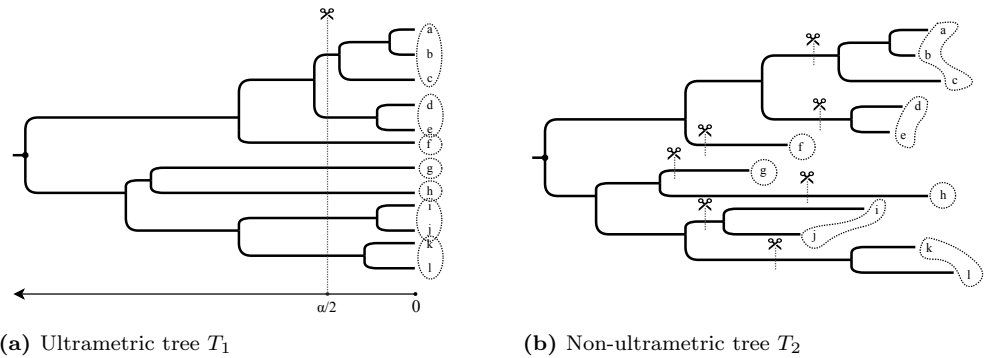 a
b
c
d
e
f
g
h
i
j
k
l
α/2
0
(a) Ultrametric tree T1
a
b
c
d
e
f
g
h
i
j
k
l
(b) Non-ultrametric tree T2